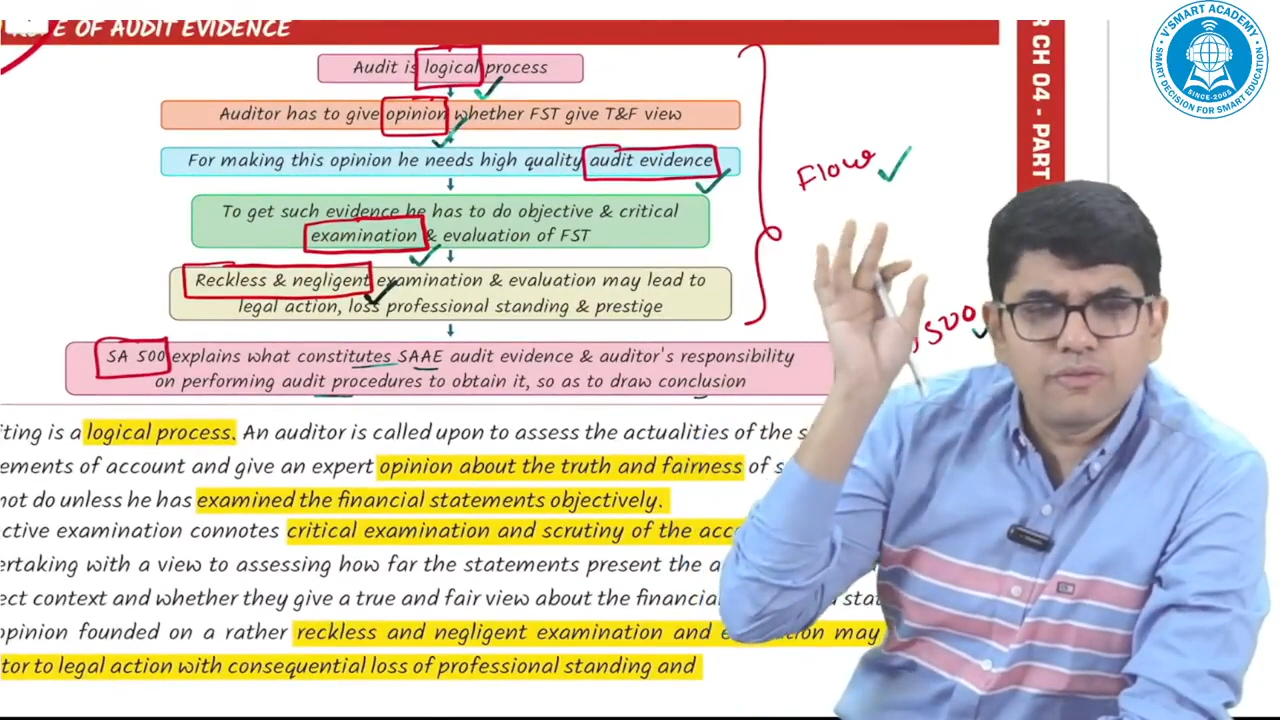 OF AUDIT EVIDENCE
Audit is logical process
Auditor has to give opinion whether FST give T&F view
For making this opinion he needs high quality audit evidence
To get such evidence he has to do objective & critical
examination & evaluation of FST
Reckless & negligent examination & evaluation may lead to
legal action, loss professional standing & prestige
SA 500 explains what constitutes SAAE audit evidence & auditor's responsibility
on performing audit procedures to obtain it, so as to draw conclusion
Flow
500
R CH 04 - PART
V'SMART ACADEMY
SINCE-2005
SMART DECISION FOR SMART EDUCATION
iting is a logical process. An auditor is called upon to assess the actualities of the s
ements of account and give an expert opinion about the truth and fairness of s
not do unless he has examined the financial statements objectively.
ective examination connotes critical examination and scrutiny of the acc
ertaking with a view to assessing how far the statements present the a
ect context and whether they give a true and fair view about the financial stat
opinion founded on a rather reckless and negligent examination and may
tor to legal action with consequential loss of professional standing and